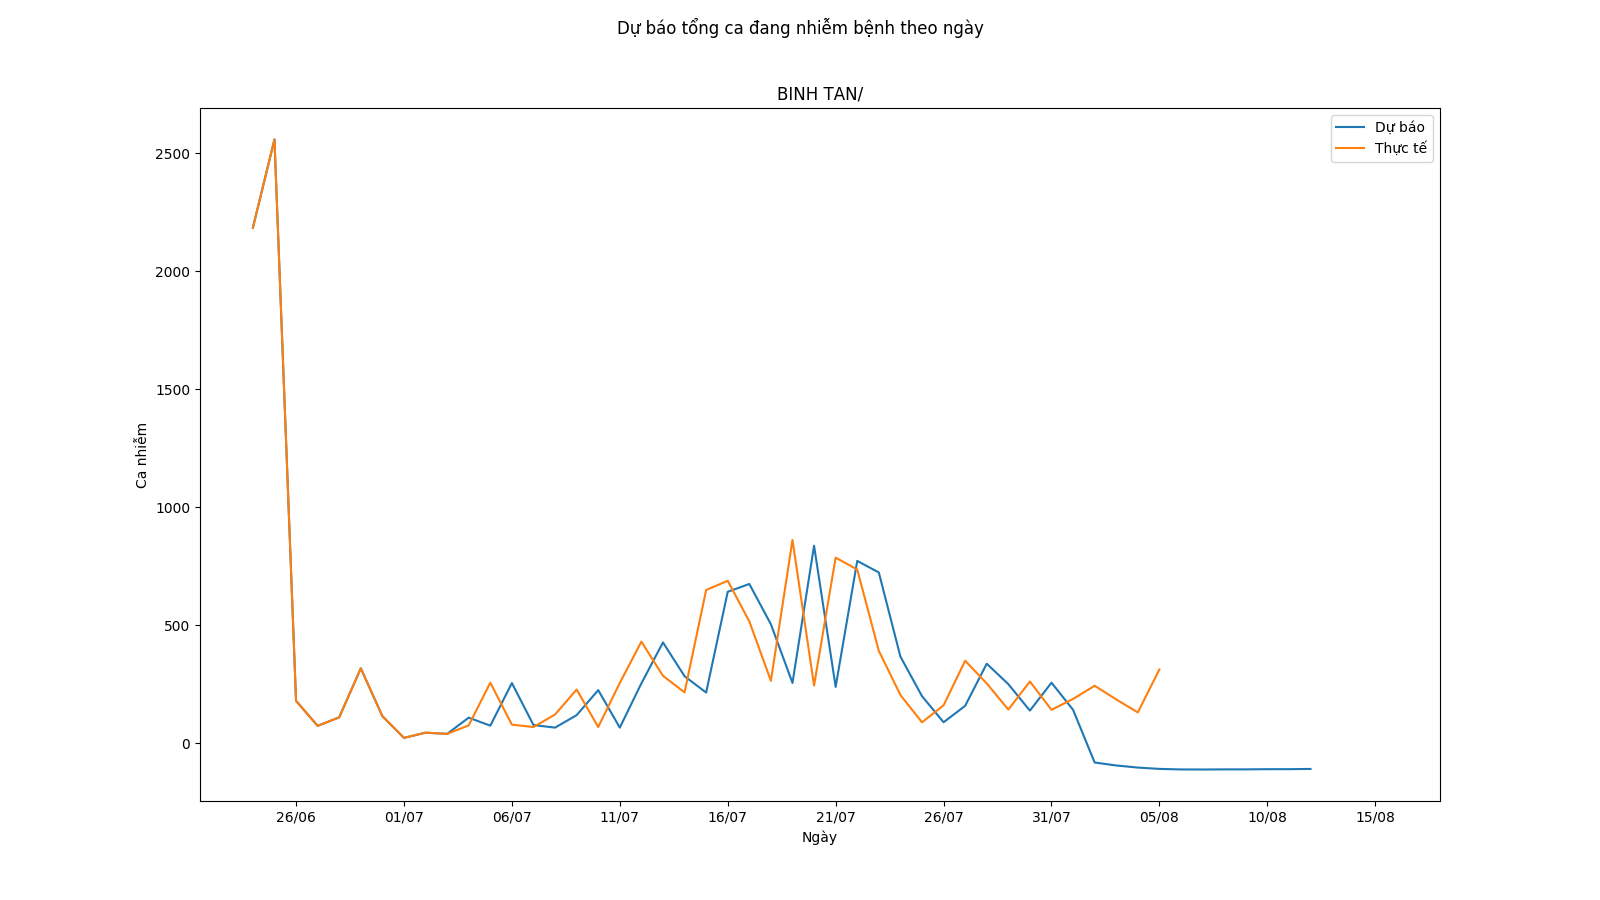 Dự báo tổng ca đang nhiễm bệnh theo ngày
BINH TAN/
Dự báo
Thực tế
2500
2000
1500
1000
500
0
Ca nhiễm
26/06
01/07
06/07
11/07
16/07
21/07
26/07
31/07
05/08
10/08
15/08
Ngày